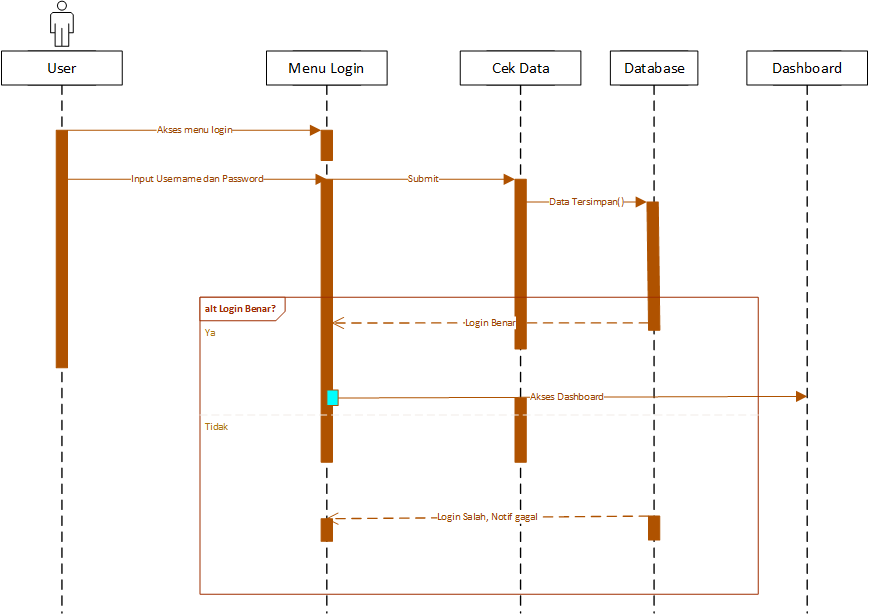 User
Menu Login
Cek Data
Database
Dashboard
Akses menu login
Input Username dan Password
Submit
Data Tersimpan()
alt Login Benar?
Login Benar
Ya
Akses Dashboard
Tidak
Login Salah, Notif gagal